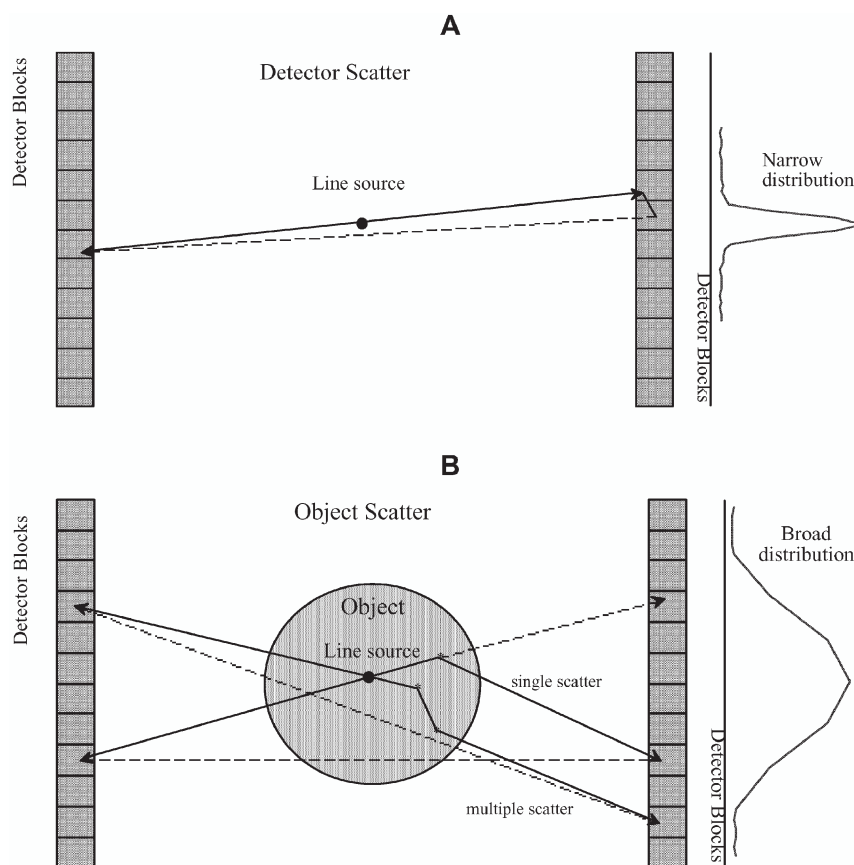 A
Detector Blocks
Detector Scatter
Line source
Narrow
distribution
Detector Blocks
B
Detector Blocks
Object Scatter
Broad
distribution
Object
Line source
single scatter
multiple scatter
Detector Blocks